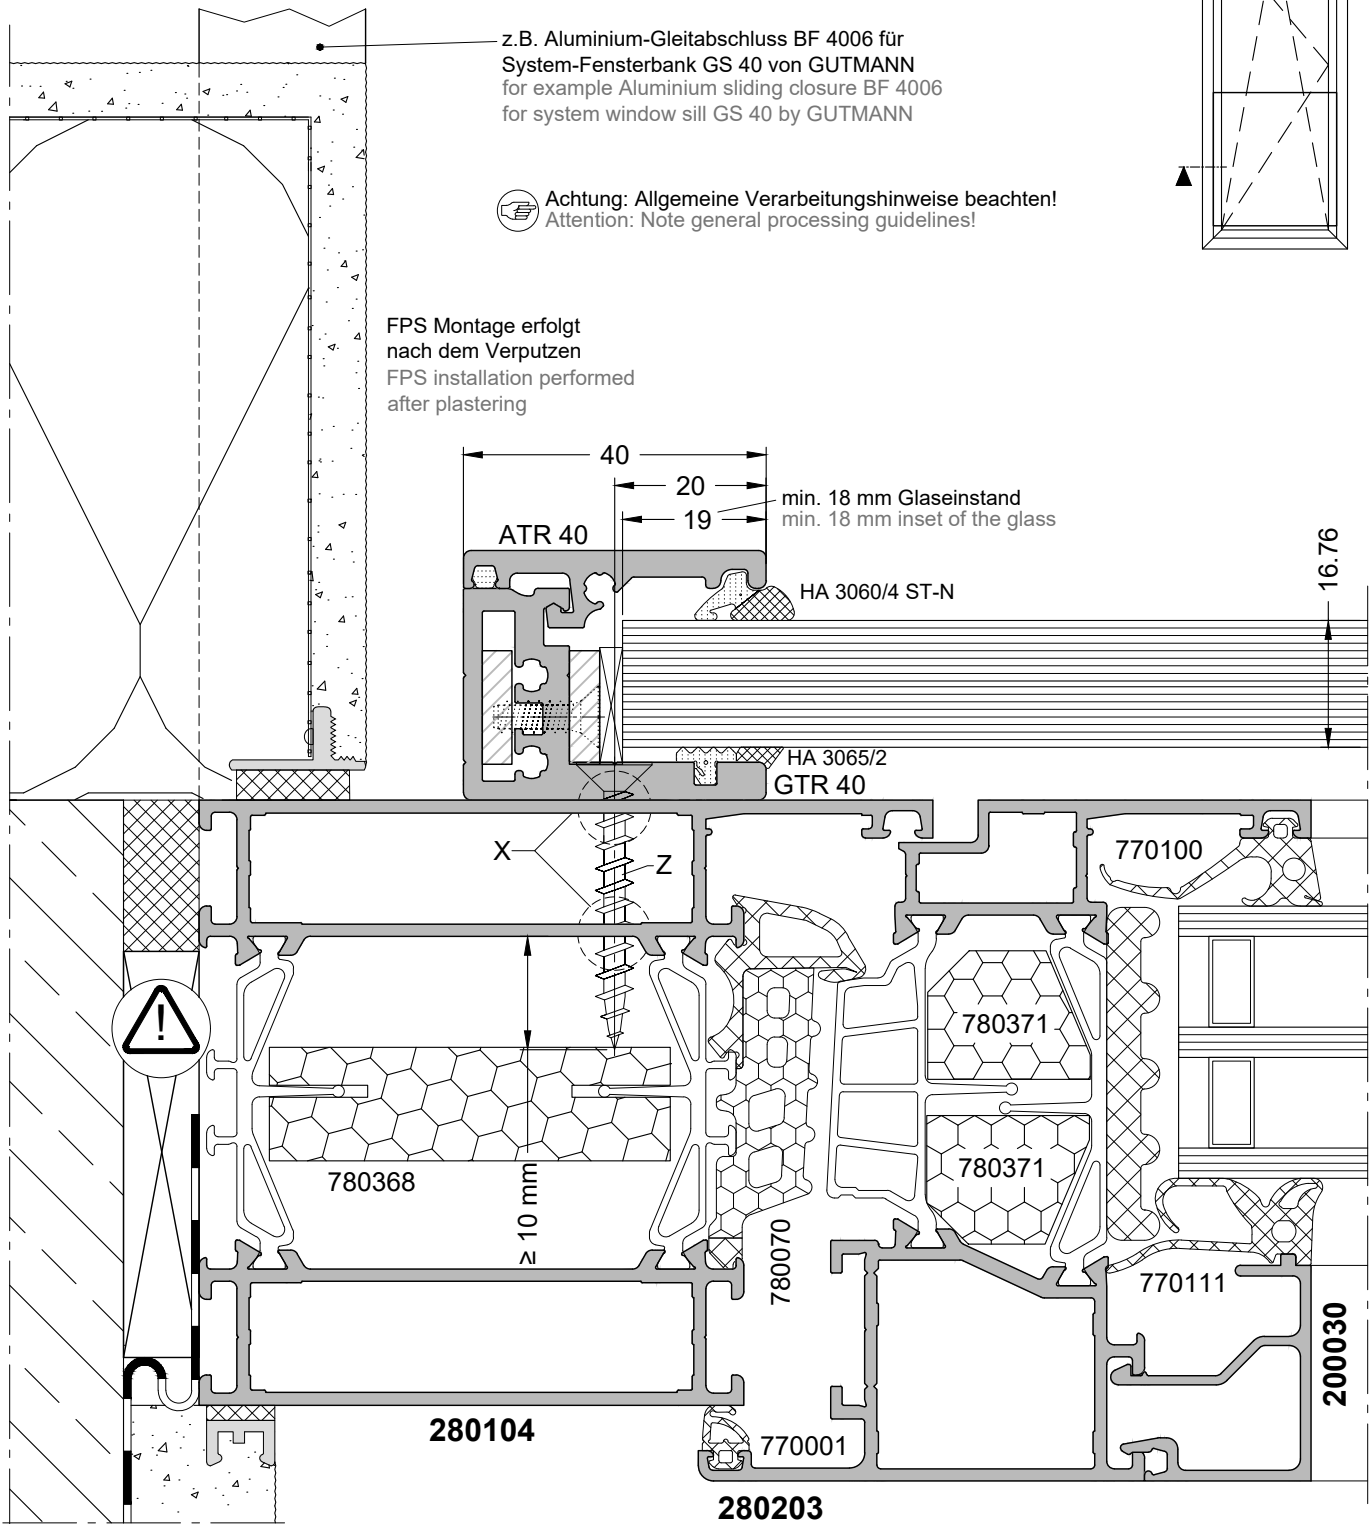 z.B. Aluminium-Gleitabschluss BF 4006 für
System-Fensterbank GS 40 von GUTMANN
for example Aluminium sliding closure BF 4006
for system window sill GS 40 by GUTMANN
Achtung: Allgemeine Verarbeitungshinweise beachten!
Attention: Note general processing guidelines!
FPS Montage erfolgt
nach dem Verputzen
FPS installation performed
after plastering
40
20
19
min. 18 mm Glaseinstand
min. 18 mm inset of the glass
ATR 40
16.76
HA 3060/4 ST-N
HA 3065/2
GTR 40
X
Z
770100
!
780371
780371
780368
≥ 10 mm
780070
770111
200030
280104
770001
280203